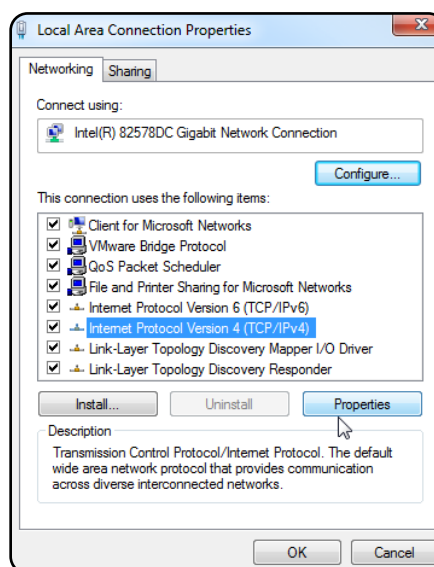 Local Area Connection Properties
Networking
Sharing
Connect using:
Intel(R) 82578DC Gigabit Network Connection
Configure...
This connection uses the following items:
Client for Microsoft Networks
VMware Bridge Protocol
QoS Packet Scheduler
File and Printer Sharing for Microsoft Networks
Internet Protocol Version 6 (TCP/IPv6)
Internet Protocol Version 4 (TCP/IPv4)
Link-Layer Topology Discovery Mapper I/O Driver
Link-Layer Topology Discovery Responder
Install...
Uninstall
Properties
Description
Transmission Control Protocol/Internet Protocol. The default
wide area network protocol that provides communication
across diverse interconnected networks.
OK
Cancel